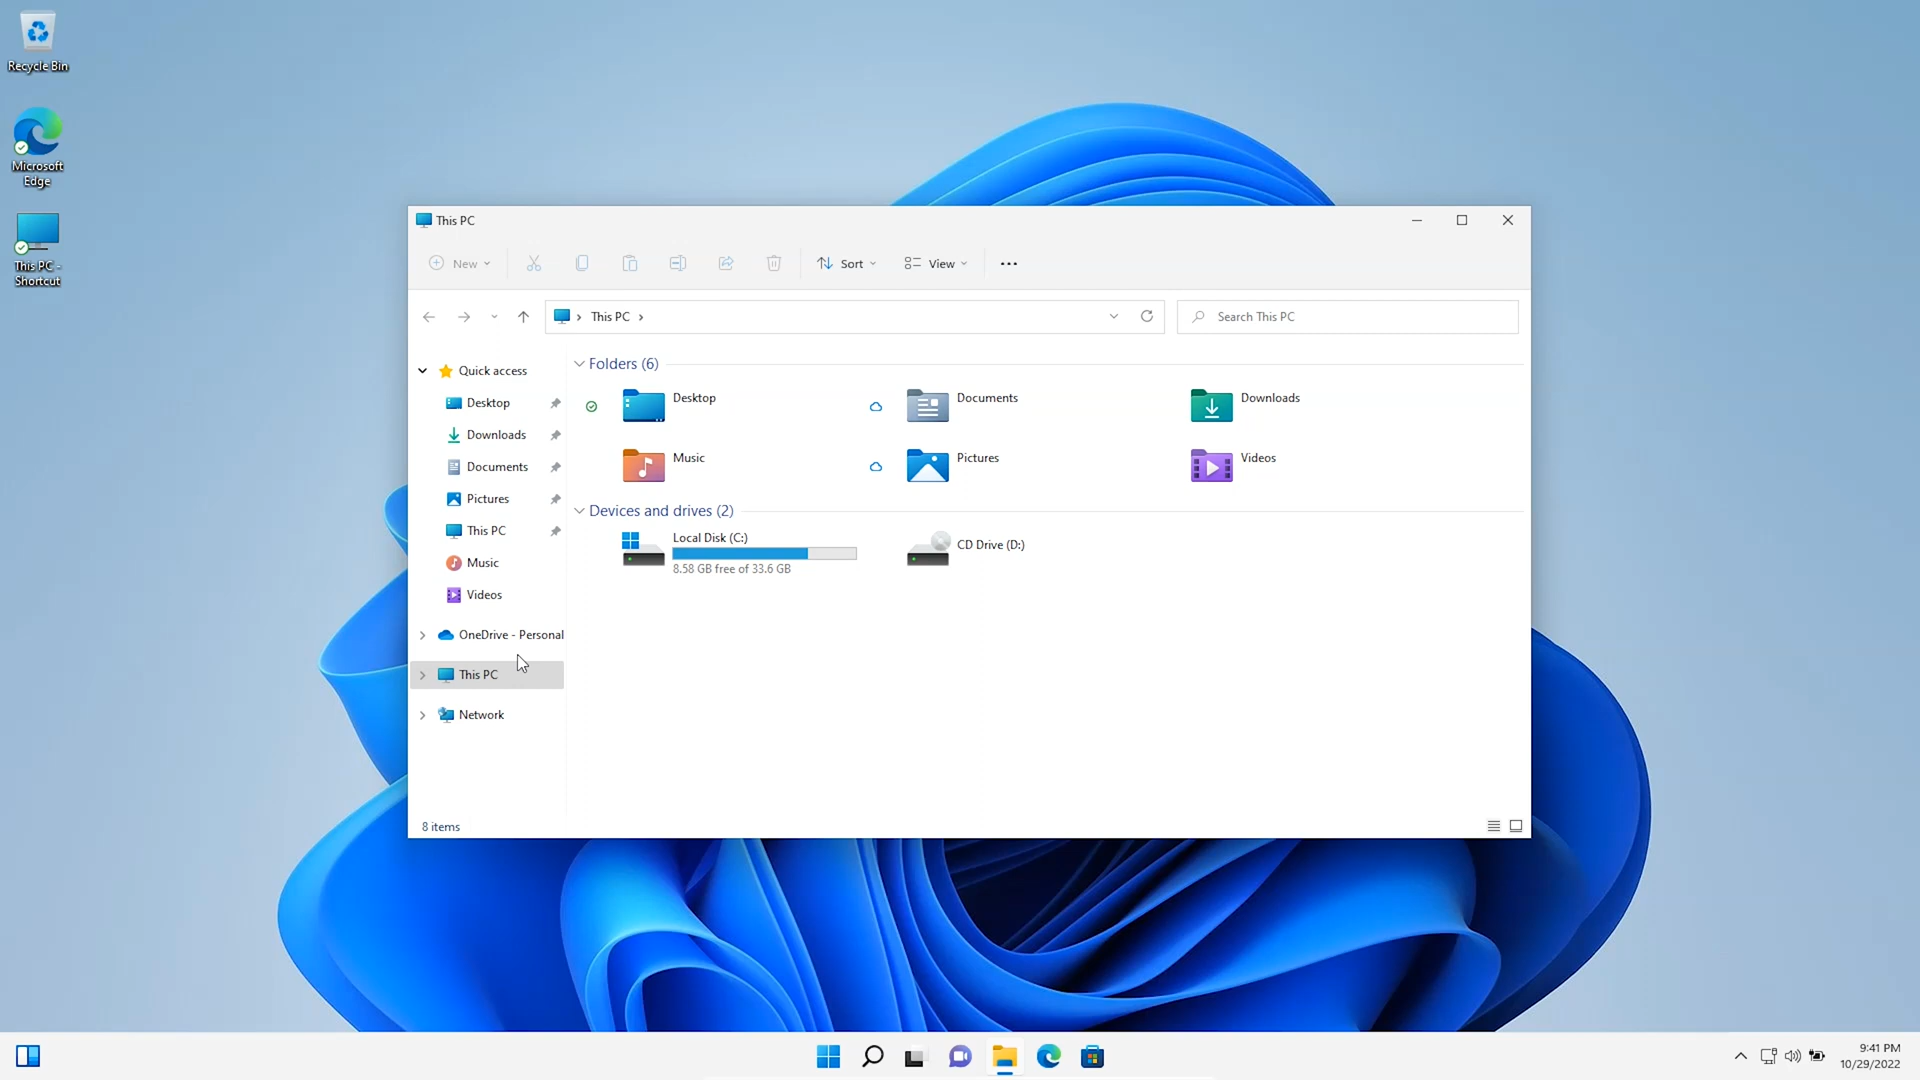 Recycle Bin
Microsoft
Edge
This PC -
Shortcut
This PC
New
Sort
View
This PC
Search This PC
Quick access
Desktop
Downloads
Documents
Pictures
This PC
Music
Videos
OneDrive - Personal
This PC
Network
Folders (6)
Desktop
Documents
Downloads
Music
Pictures
Videos
Devices and drives (2)
Local Disk (C:)
8.58 GB free of 33.6 GB
CD Drive (D:)
8 items
9:41 PM
10/29/2022